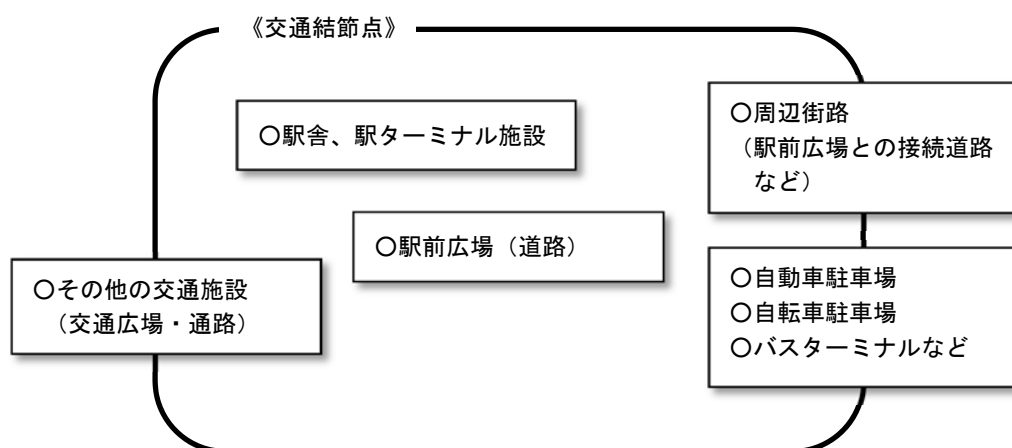 《交通結節点》
○駅舎、駅ターミナル施設
○周辺街路
（駅前広場との接続道路
など）
○駅前広場（道路）
○その他の交通施設
（交通広場・通路）
○自動車駐車場
○自転車駐車場
○バスターミナルなど